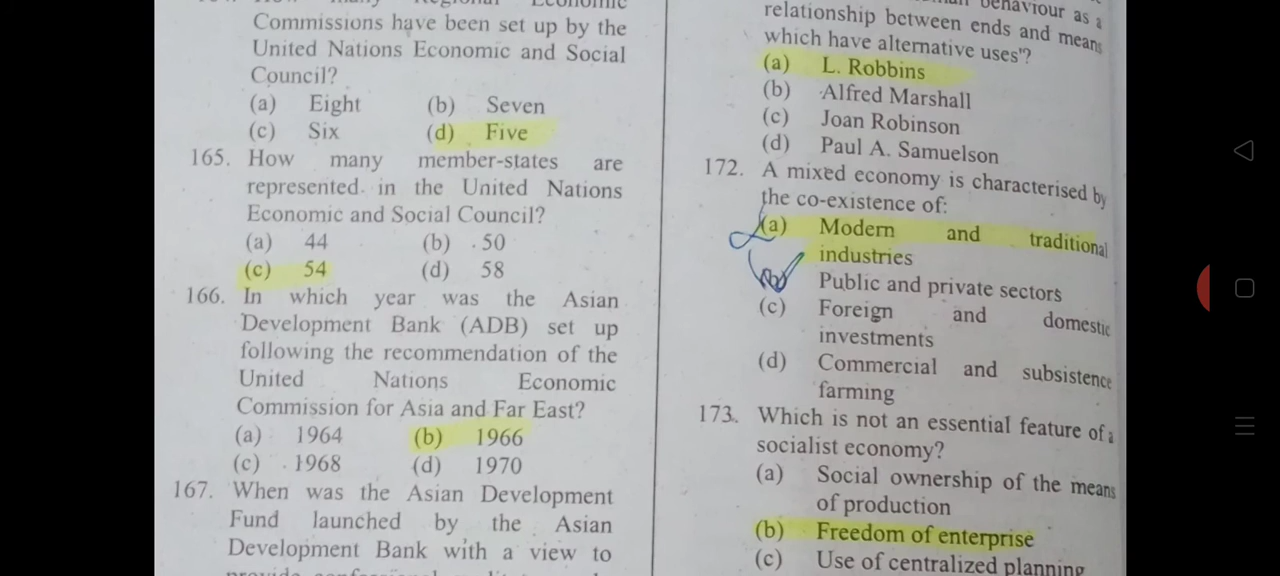 Commissions have been set up by the
United Nations Economic and Social
Council?
(a) Eight (b) Seven
(c) Six (d) Five
165. How many member-states are
represented in the United Nations
Economic and Social Council?
(a) 44 (b) 50
(c) 54 (d) 58
166. In which year was the Asian
Development Bank (ADB) set up
following the recommendation of the
United Nations Economic
Commission for Asia and Far East?
(a) 1964 (b) 1966
(c) 1968 (d) 1970
167. When was the Asian Development
Fund launched by the Asian
Development Bank with a view to
behaviour as a
relationship between ends and means
which have alternative uses"?
(a) L. Robbins
(b) Alfred Marshall
(c) Joan Robinson
(d) Paul A. Samuelson
172. A mixed economy is characterised by
the co-existence of:
(a) Modern and traditional
industries
(b) Public and private sectors
(c) Foreign and domestic
investments
(d) Commercial and subsistence
farming
173. Which is not an essential feature of a
socialist economy?
(a) Social ownership of the means
of production
(b) Freedom of enterprise
(c) Use of centralized planning